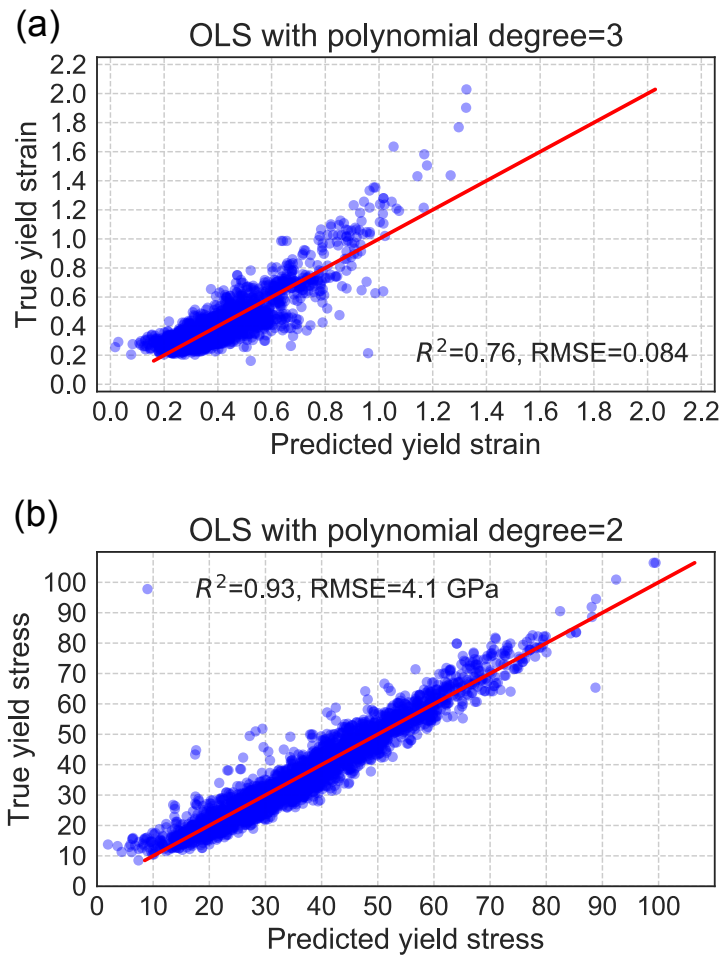 (a)
OLS with polynomial degree=3
2.2
2.0
1.8
1.6
1.4
1.2
1.0
0.8
0.6
0.4
0.2
0.0
True yield strain
R²=0.76, RMSE=0.084
0.0 0.2 0.4 0.6 0.8 1.0 1.2 1.4 1.6 1.8 2.0 2.2
Predicted yield strain
(b)
OLS with polynomial degree=2
R²=0.93, RMSE=4.1 GPa
100
90
80
70
60
50
40
30
20
10
0
True yield stress
0 10 20 30 40 50 60 70 80 90 100
Predicted yield stress